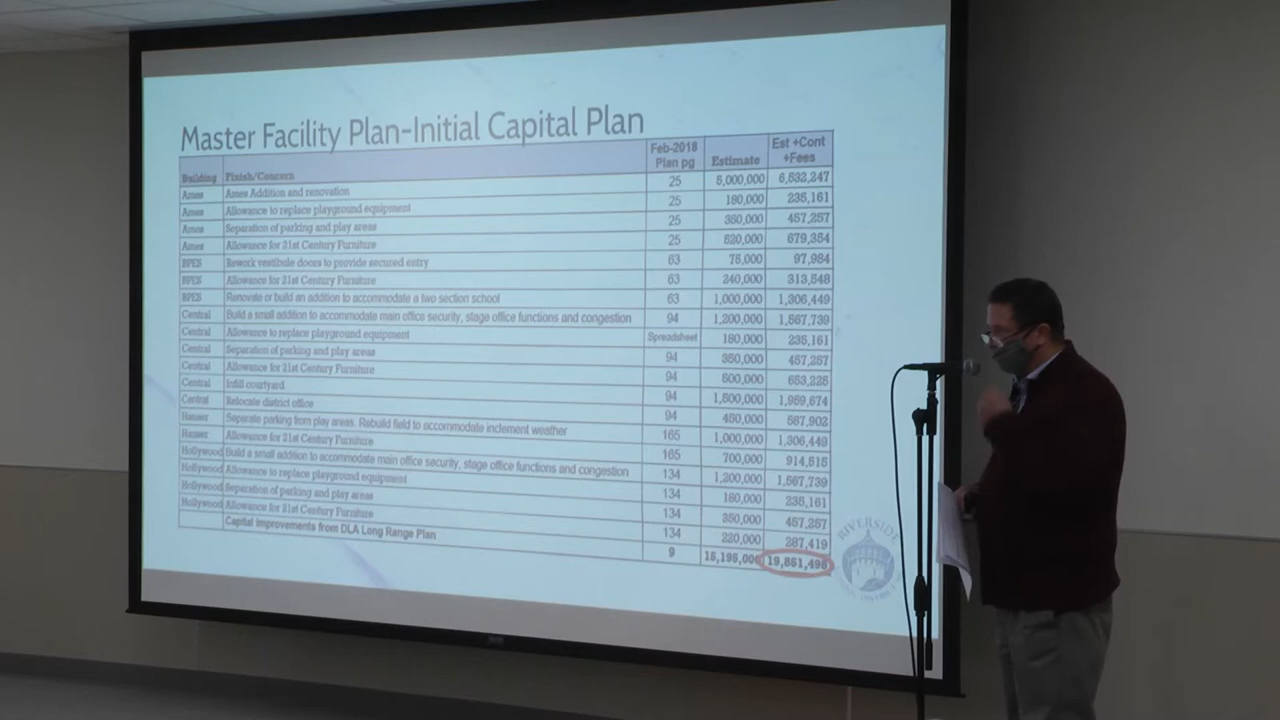 Master Facility Plan-Initial Capital Plan
Building Finish/Concern Feb-2018 Plan pg Estimate Est +Cont +Fees
Ames Ames Addition and renovation 25 5,000,000 6,532,247
Ames Allowance to replace playground equipment 25 180,000 235,161
Ames Separation of parking and play areas 25 350,000 457,257
Ames Allowance for 21st Century Furniture 25 520,000 679,354
BPES Rework vestibule doors to provide secured entry 63 75,000 97,984
BPES Allowance for 21st Century Furniture 63 240,000 313,548
BPES Renovate or build an addition to accommodate a two section school 63 1,000,000 1,306,449
Central Build a small addition to accommodate main office security, stage office functions and congestion 94 1,200,000 1,567,739
Central Allowance to replace playground equipment Spreadsheet 180,000 235,161
Central Separation of parking and play areas 94 350,000 457,257
Central Allowance for 21st Century Furniture 94 500,000 653,225
Central Infill courtyard 94 1,500,000 1,959,674
Central Relocate district office 94 450,000 587,902
Hauser Separate parking from play areas. Rebuild field to accommodate inclement weather 165 1,000,000 1,306,449
Hauser Allowance for 21st Century Furniture 165 700,000 914,515
Hollywood Build a small addition to accommodate main office security, stage office functions and congestion 134 1,200,000 1,567,739
Hollywood Allowance to replace playground equipment 134 180,000 235,161
Hollywood Separation of parking and play areas 134 350,000 457,257
Hollywood Allowance for 21st Century Furniture 134 220,000 287,419
Capital improvements from DLA Long Range Plan 9 15,195,000 19,851,495
RIVERSIDE